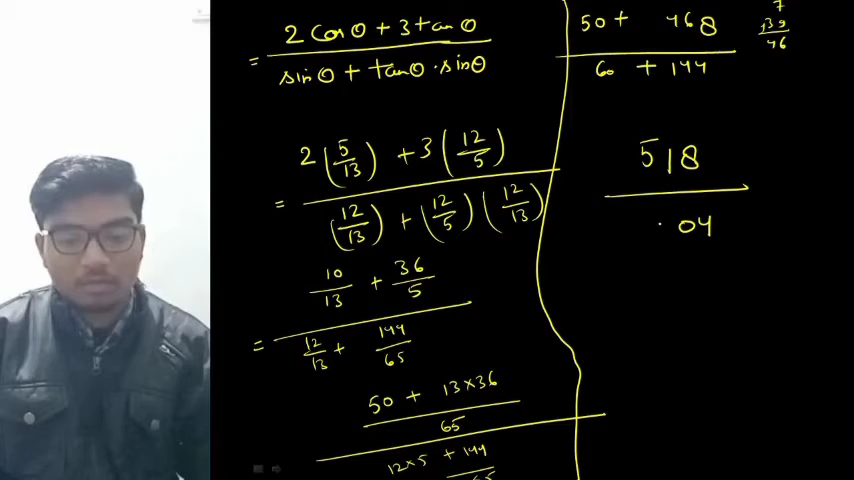 = 2 cos θ + 3 tan θ / sin θ + tan θ · sin θ
= 2 (5/13) + 3 (12/5) / (12/13) + (12/5) (12/13)
= 10/13 + 36/5 / 12/13 + 144/65
50 + 13×36 / 65
12×5 + 144
50 + 468 / 60 + 144
518 / · 04